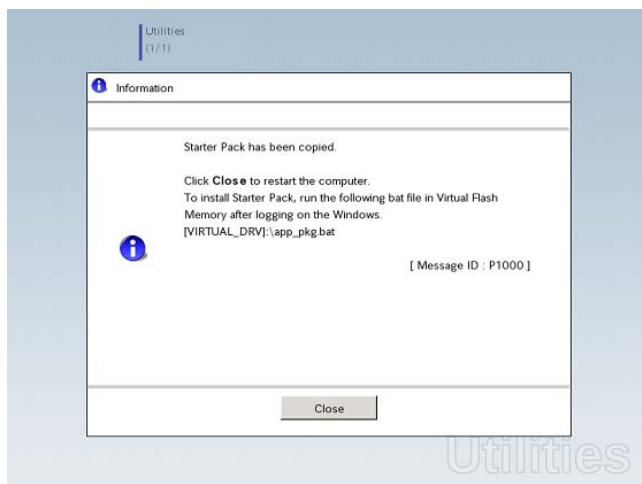 Utilities
(1/1)
Information
Starter Pack has been copied.
Click Close to restart the computer.
To install Starter Pack, run the following bat file in Virtual Flash
Memory after logging on the Windows.
[VIRTUAL_DRV]:\app_pkg.bat
[ Message ID : P1000 ]
Close
Utilities